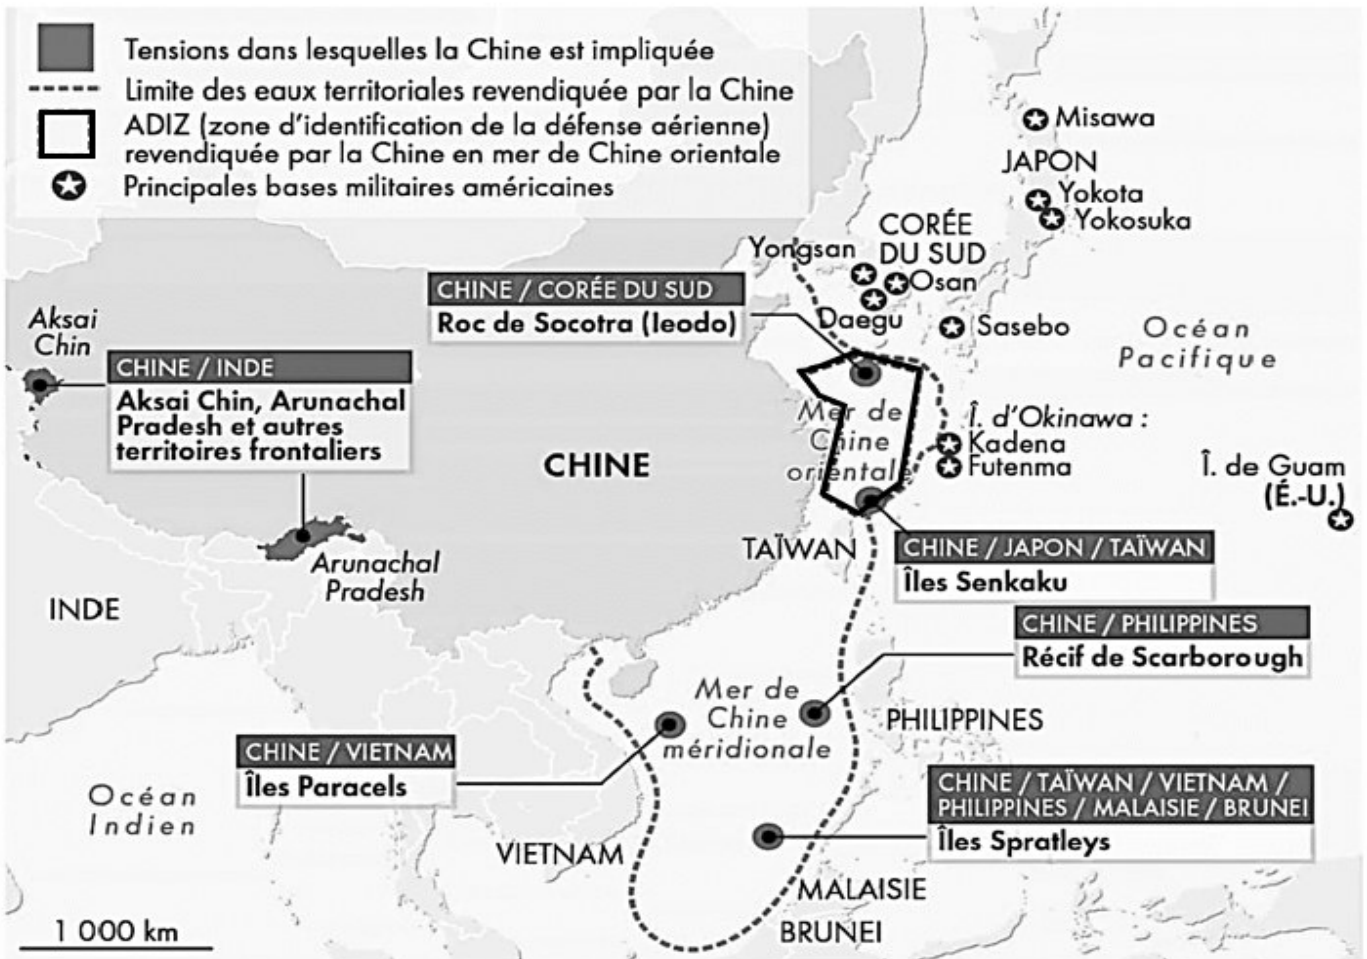 Tensions dans lesquelles la Chine est impliquée
Limite des eaux territoriales revendiquée par la Chine
ADIZ (zone d'identification de la défense aérienne)
revendiquée par la Chine en mer de Chine orientale
Principales bases militaires américaines
Misawa
JAPON
Yokota
Yokosuka
CORÉE
DU SUD
Yongsan
Osan
Daegu
Sasebo
CHINE / CORÉE DU SUD
Roc de Socotra (Ieodo)
Océan
Pacifique
Aksai
Chin
CHINE / INDE
Aksai Chin, Arunachal
Pradesh et autres
territoires frontaliers
Mer de
Chine
orientale
Î. d'Okinawa :
Kadena
Futenma
CHINE
Î. de Guam
(É.-U.)
TAÏWAN
CHINE / JAPON / TAÏWAN
Îles Senkaku
Arunachal
Pradesh
INDE
CHINE / PHILIPPINES
Récif de Scarborough
Mer de
Chine
méridionale
PHILIPPINES
CHINE / VIETNAM
Îles Paracels
CHINE / TAÏWAN / VIETNAM /
PHILIPPINES / MALAISIE / BRUNEI
Îles Spratleys
Océan
Indien
VIETNAM
MALAISIE
BRUNEI
1 000 km